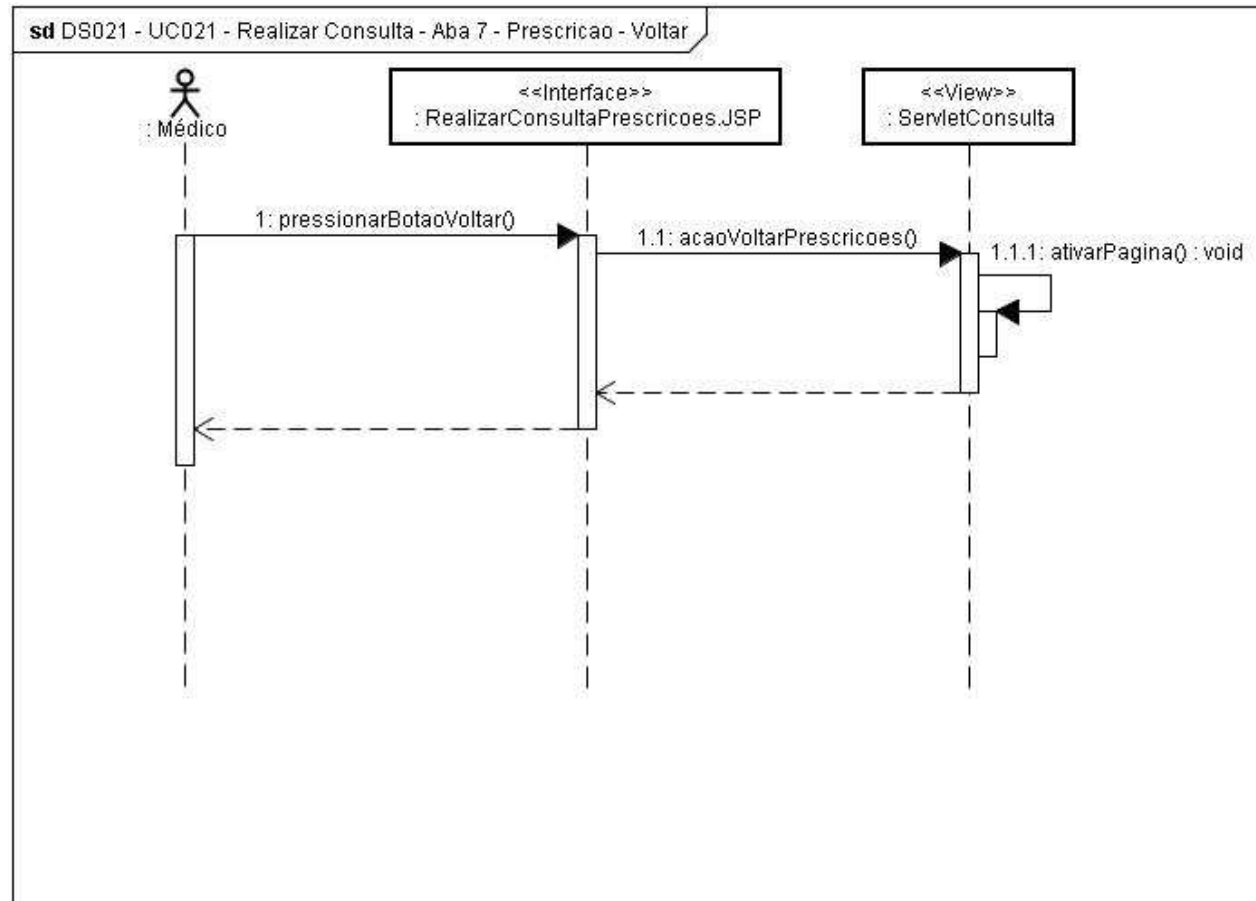 sd DS021 - UC021 - Realizar Consulta - Aba 7 - Prescricao - Voltar
: Médico
<<Interface>>
: RealizarConsultaPrescricoes.JSP
<<View>>
: ServletConsulta
1: pressionarBotaoVoltar()
1.1: acaoVoltarPrescricoes()
1.1.1: ativarPagina() : void